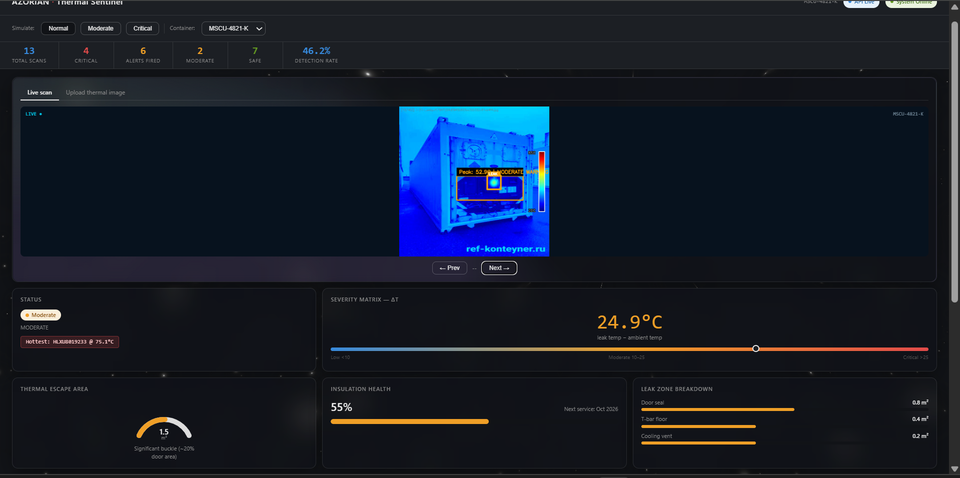 AZORIAN · Thermal Sentinel
API Live
System Online
Simulate: Normal Moderate Critical Container: MSCU-4821-K
13 4 6 2 7 46.2%
TOTAL SCANS CRITICAL ALERTS FIRED MODERATE SAFE DETECTION RATE
Live scan Upload thermal image
LIVE
MSCU-4821-K
Peak: 52.9
MODERATE
ref-konteyner.ru
← Prev — Next →
STATUS
Moderate
MODERATE
Hottest: HLXU8019233 @ 75.1°C
SEVERITY MATRIX — ΔT
24.9°C
leak temp − ambient temp
Low <10 Moderate 10–25 Critical >25
THERMAL ESCAPE AREA
1.5
m²
Significant buckle (~20%
door area)
INSULATION HEALTH
55% Next service: Oct 2026
LEAK ZONE BREAKDOWN
Door seal 0.8 m²
T-bar floor 0.4 m²
Cooling vent 0.2 m²